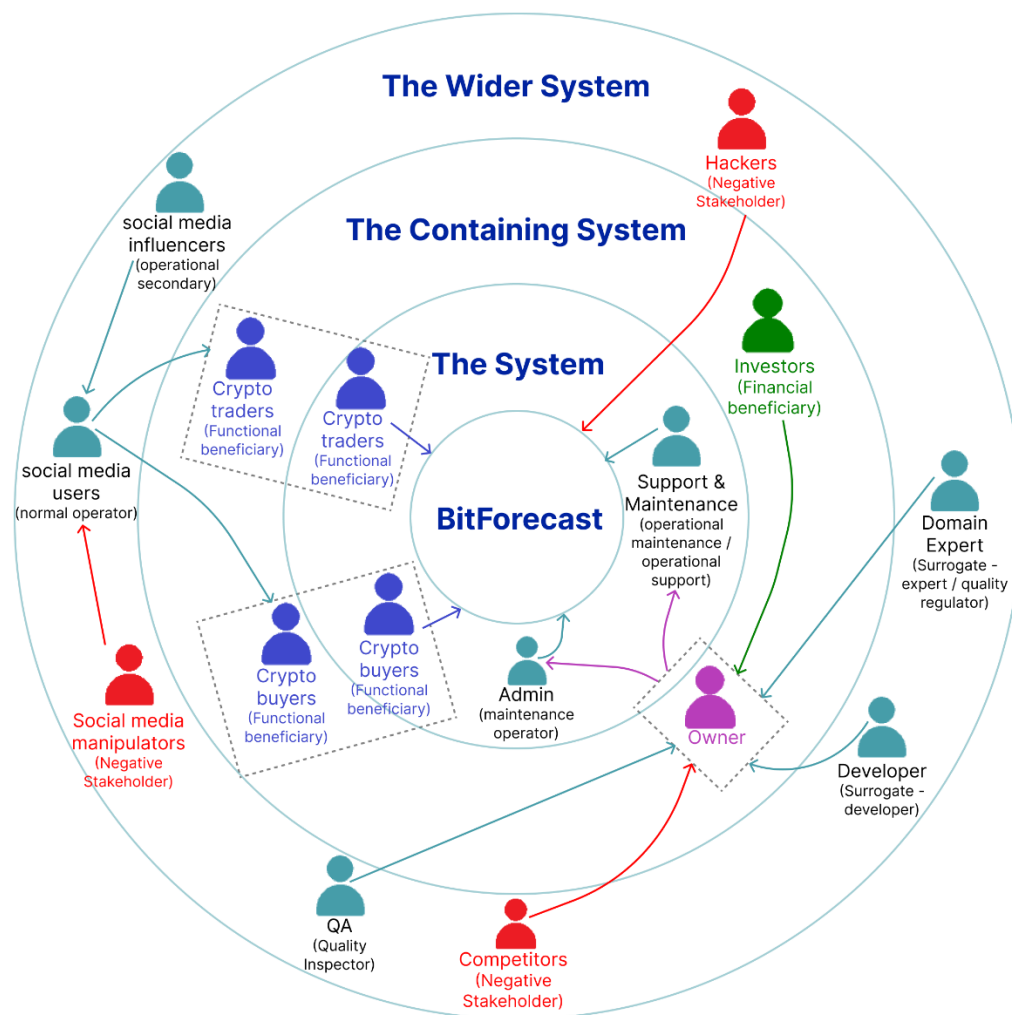 The Wider System
Hackers
(Negative
Stakeholder)
social media
influencers
(operational
secondary)
The Containing System
Investors
(Financial
beneficiary)
The System
Crypto
traders
(Functional
beneficiary)
Crypto
traders
(Functional
beneficiary)
social media
users
(normal operator)
Support &
Maintenance
(operational
maintenance /
operational
support)
BitForecast
Domain
Expert
(Surrogate -
expert / quality
regulator)
Crypto
buyers
(Functional
beneficiary)
Crypto
buyers
(Functional
beneficiary)
Admin
(maintenance
operator)
Owner
Social media
manipulators
(Negative
Stakeholder)
Developer
(Surrogate -
developer)
QA
(Quality
Inspector)
Competitors
(Negative
Stakeholder)